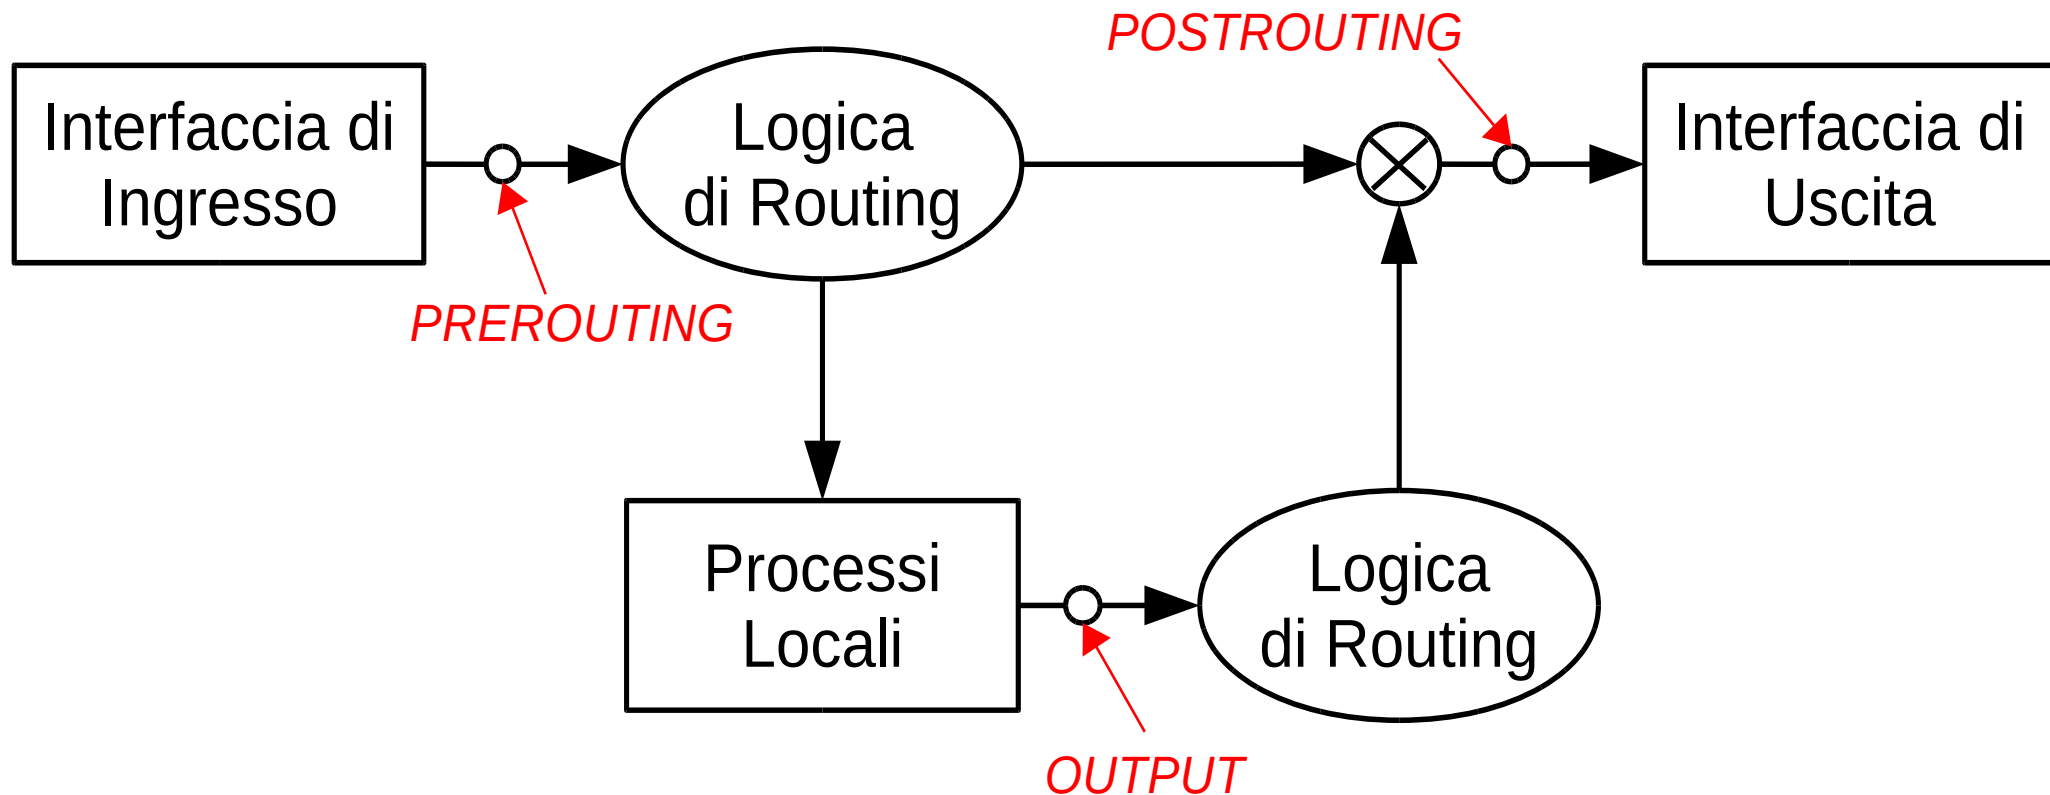 POSTROUTING
Interfaccia di
Ingresso
Logica
di Routing
Interfaccia di
Uscita
PREROUTING
Processi
Locali
Logica
di Routing
OUTPUT